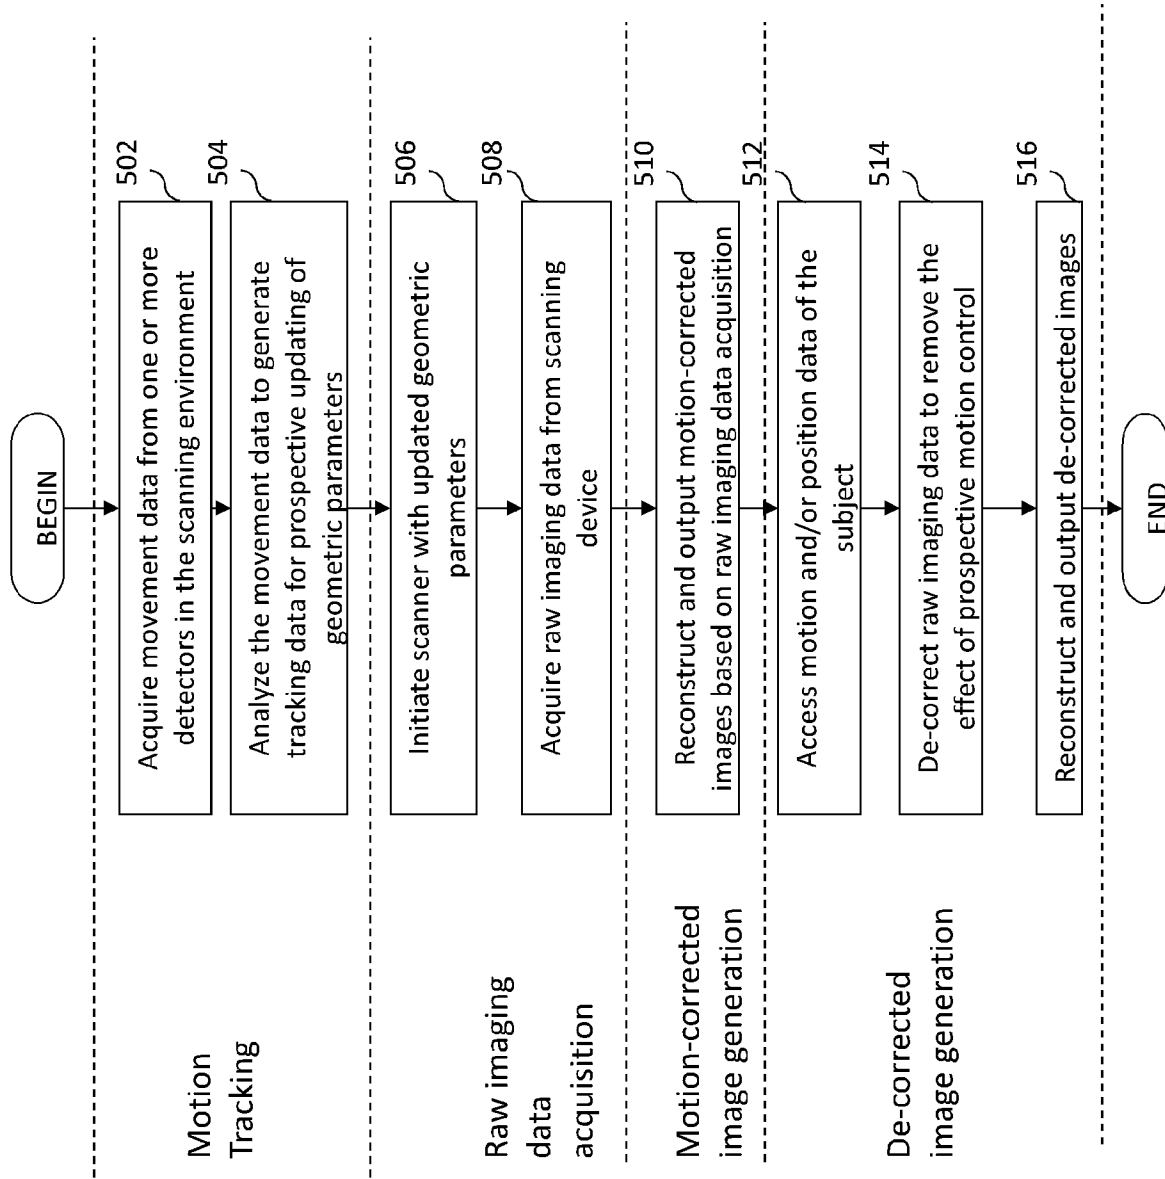 BEGIN
Motion
Tracking
502
Acquire movement data from one or more
detectors in the scanning environment
504
Analyze the movement data to generate
tracking data for prospective updating of
geometric parameters
Raw imaging
data
acquisition
506
Initiate scanner with updated geometric
parameters
508
Acquire raw imaging data from scanning
device
Motion-corrected
image generation
510
Reconstruct and output motion-corrected
images based on raw imaging data acquisition
De-corrected
image generation
512
Access motion and/or position data of the
subject
514
De-correct raw imaging data to remove the
effect of prospective motion control
516
Reconstruct and output de-corrected images
END